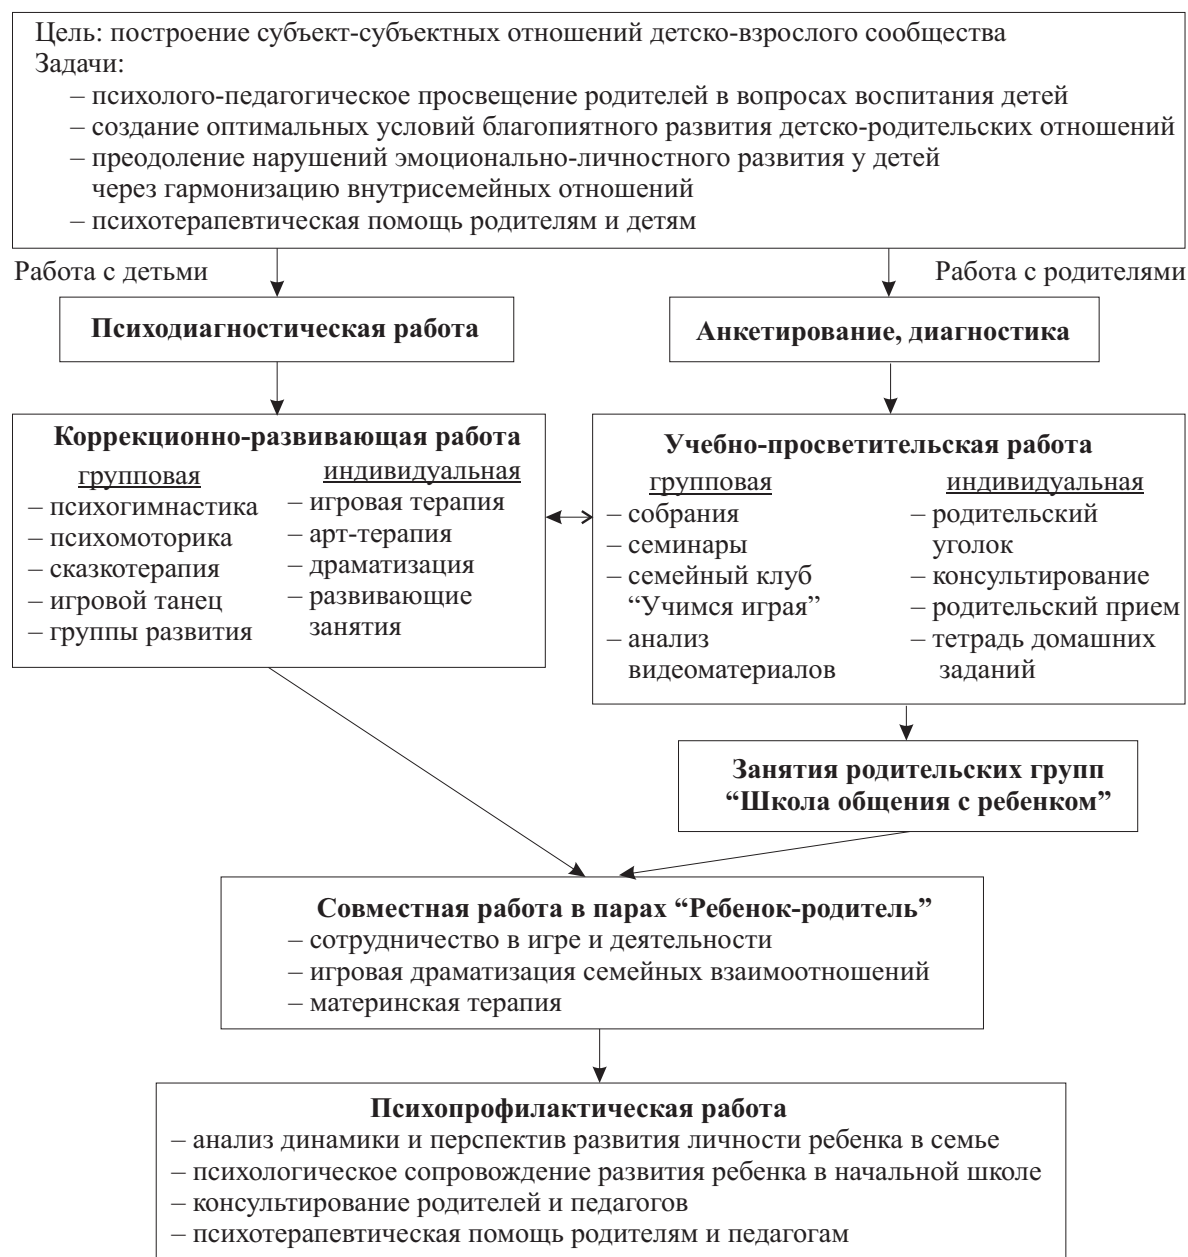 Цель: построение субъект-субъектных отношений детско-взрослого сообщества
Задачи:
– психолого-педагогическое просвещение родителей в вопросах воспитания детей
– создание оптимальных условий благопиятного развития детско-родительских отношений
– преодоление нарушений эмоционально-личностного развития у детей
через гармонизацию внутрисемейных отношений
– психотерапевтическая помощь родителям и детям
Работа с детьми
Работа с родителями
Психодиагностическая работа
Анкетирование, диагностика
Коррекционно-развивающая работа
групповая
– психогимнастика
– психомоторика
– сказкотерапия
– игровой танец
– группы развития
индивидуальная
– игровая терапия
– арт-терапия
– драматизация
– развивающие
занятия
Учебно-просветительская работа
групповая
– собрания
– семинары
– семейный клуб
“Учимся играя”
– анализ
видеоматериалов
индивидуальная
– родительский
уголок
– консультирование
– родительский прием
– тетрадь домашних
заданий
Занятия родительских групп
“Школа общения с ребенком”
Совместная работа в парах “Ребенок-родитель”
– сотрудничество в игре и деятельности
– игровая драматизация семейных взаимоотношений
– материнская терапия
Психопрофилактическая работа
– анализ динамики и перспектив развития личности ребенка в семье
– психологическое сопровождение развития ребенка в начальной школе
– консультирование родителей и педагогов
– психотерапевтическая помощь родителям и педагогам